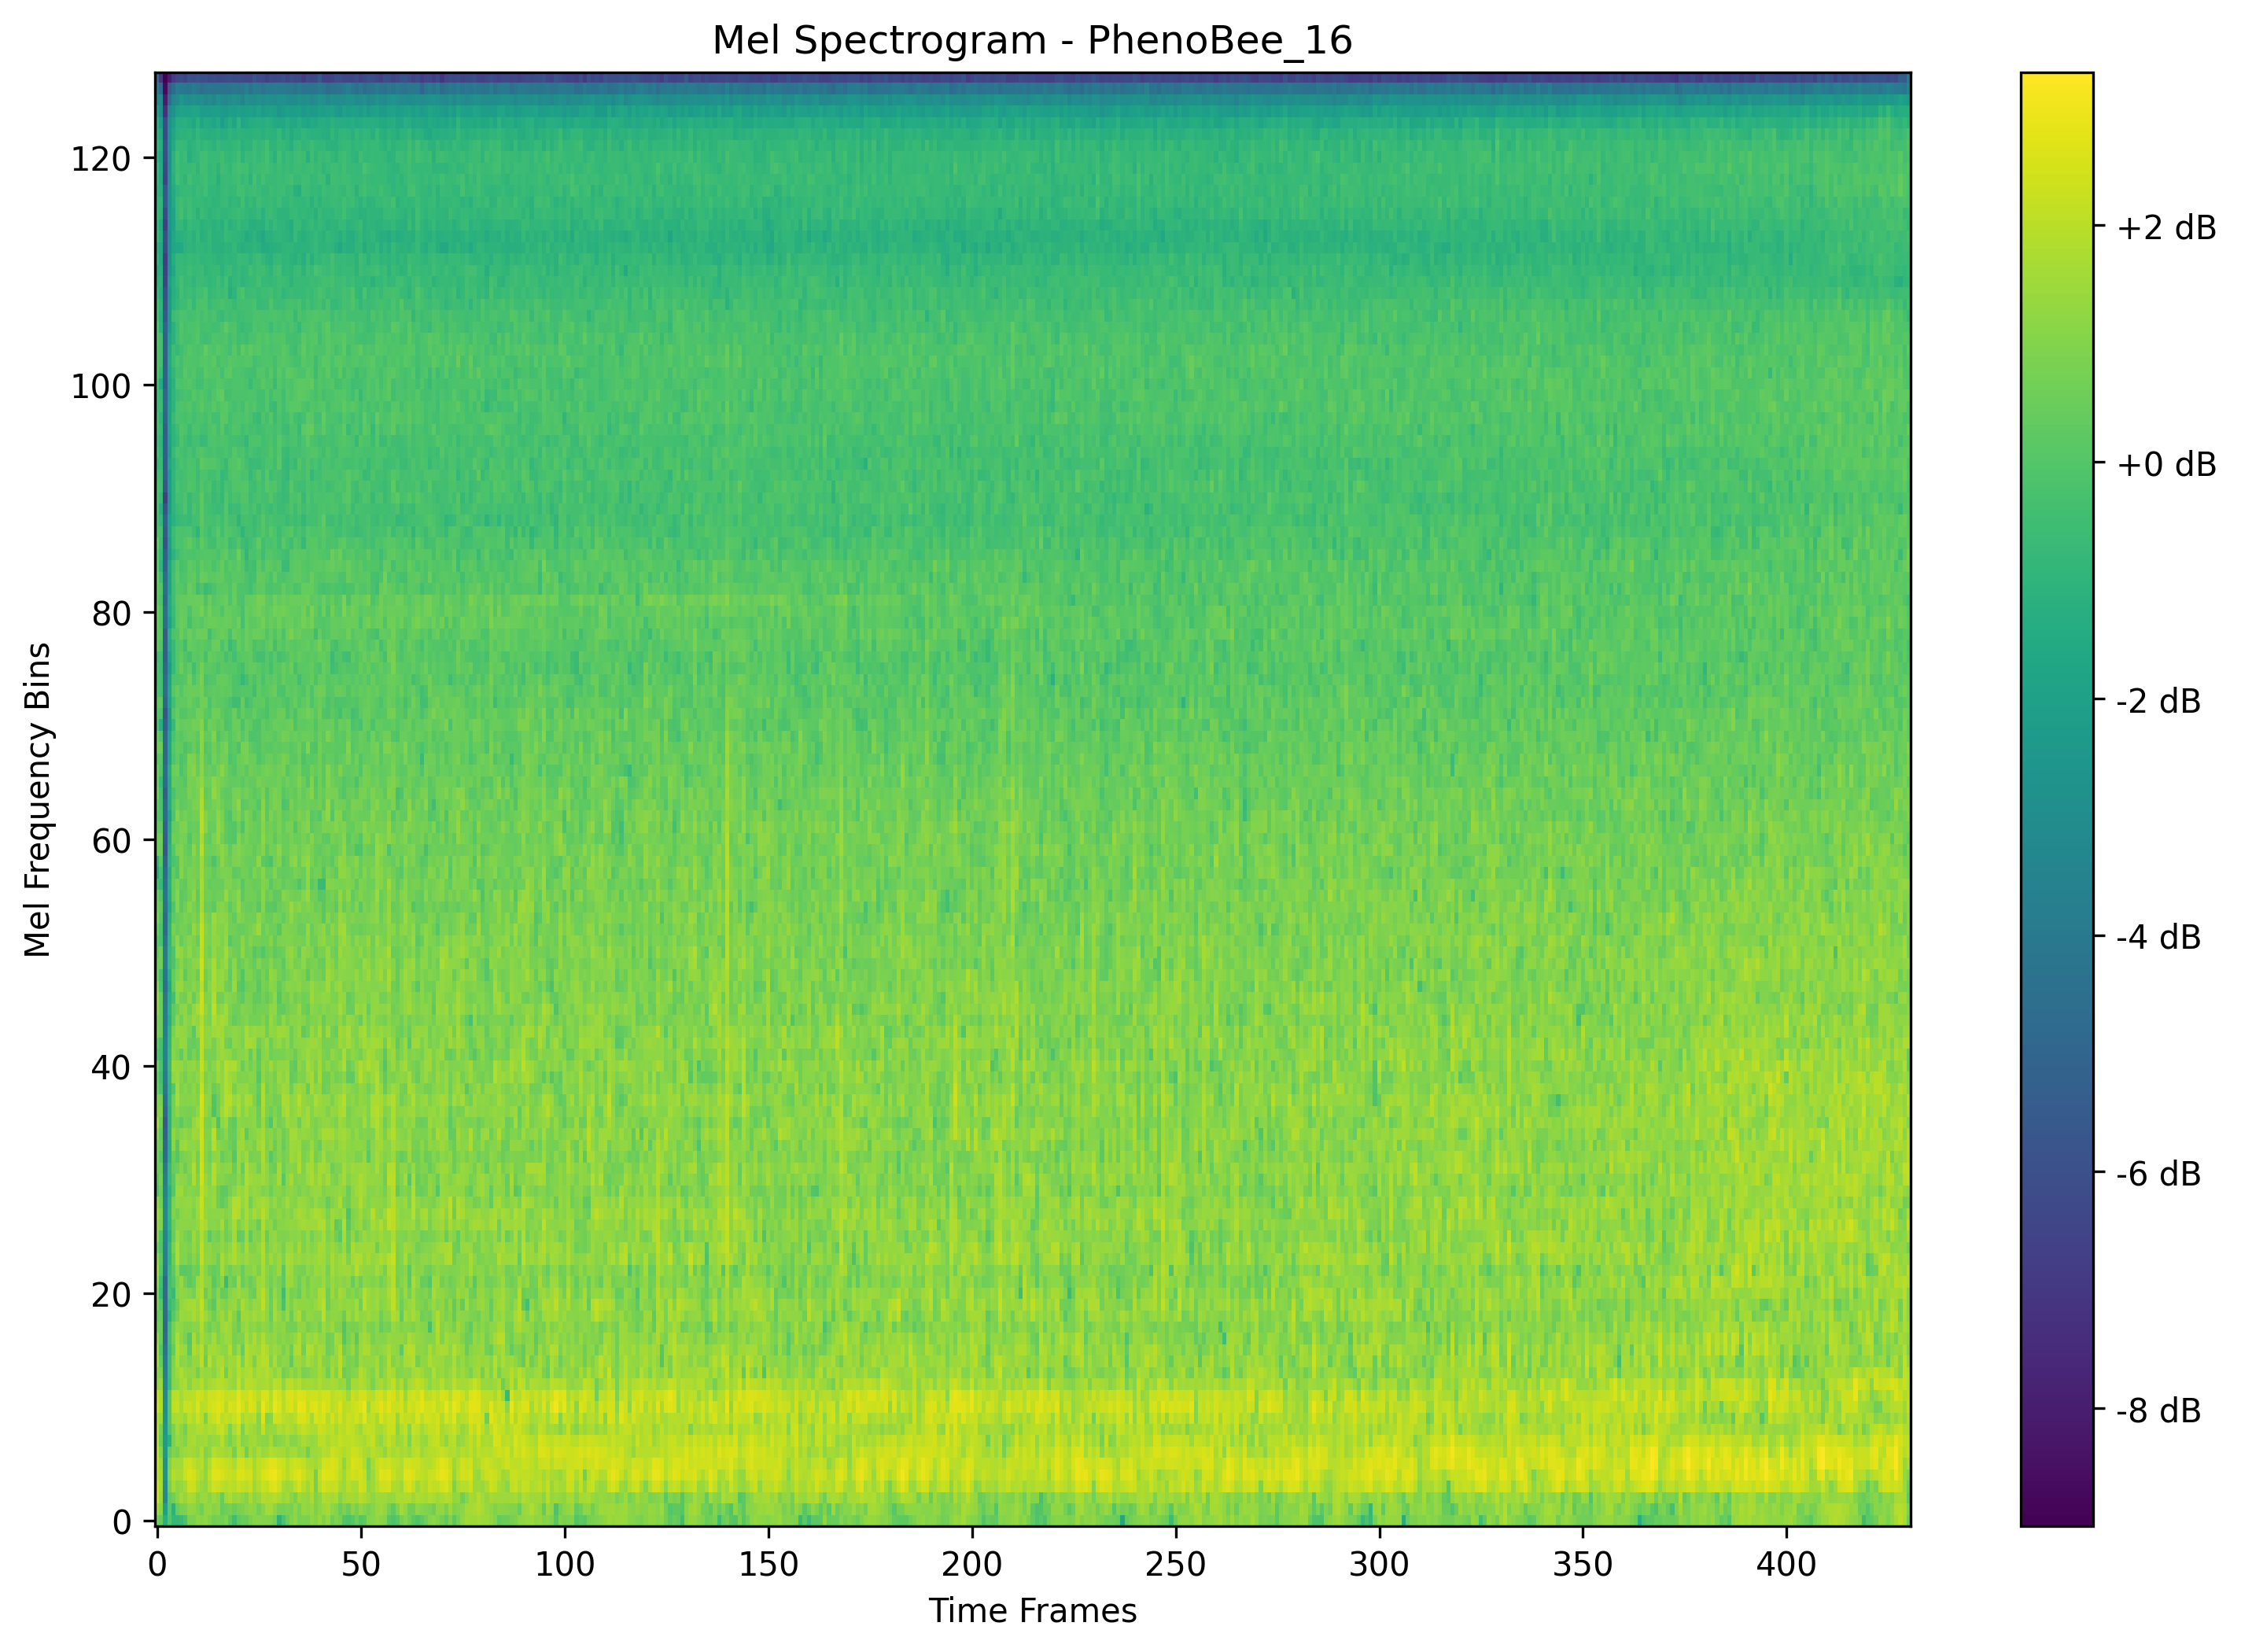 Mel Spectrogram - PhenoBee_16
Mel Frequency Bins
120
100
80
60
40
20
0
0 50 100 150 200 250 300 350 400
Time Frames
+2 dB
+0 dB
-2 dB
-4 dB
-6 dB
-8 dB